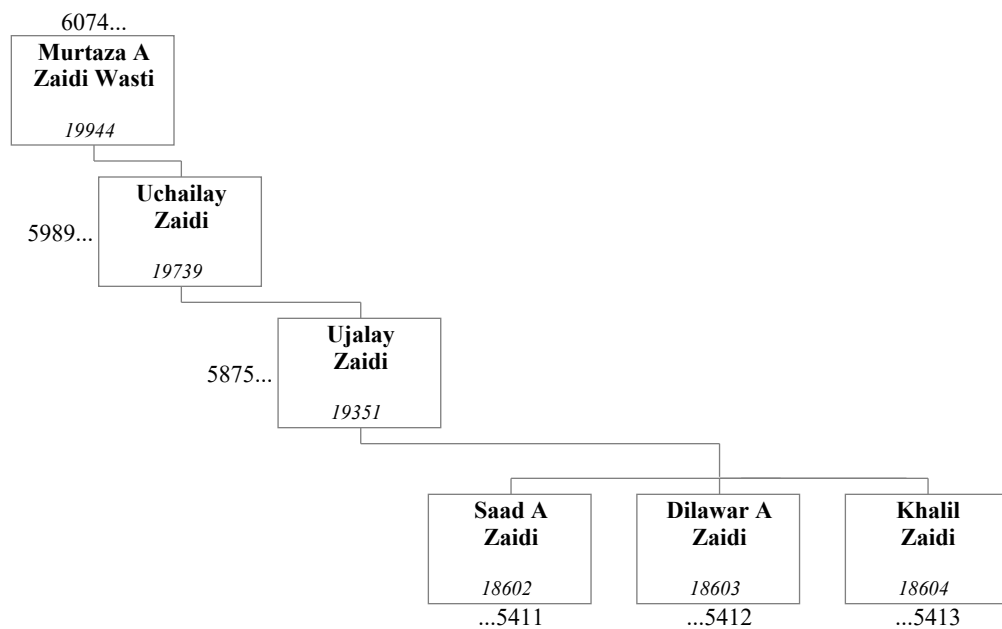 6074...
Murtaza A
Zaidi Wasti
19944
Uchailay
Zaidi
5989...
19739
Ujalay
Zaidi
5875...
19351
Saad A
Zaidi
18602
...5411
Dilawar A
Zaidi
18603
...5412
Khalil
Zaidi
18604
...5413